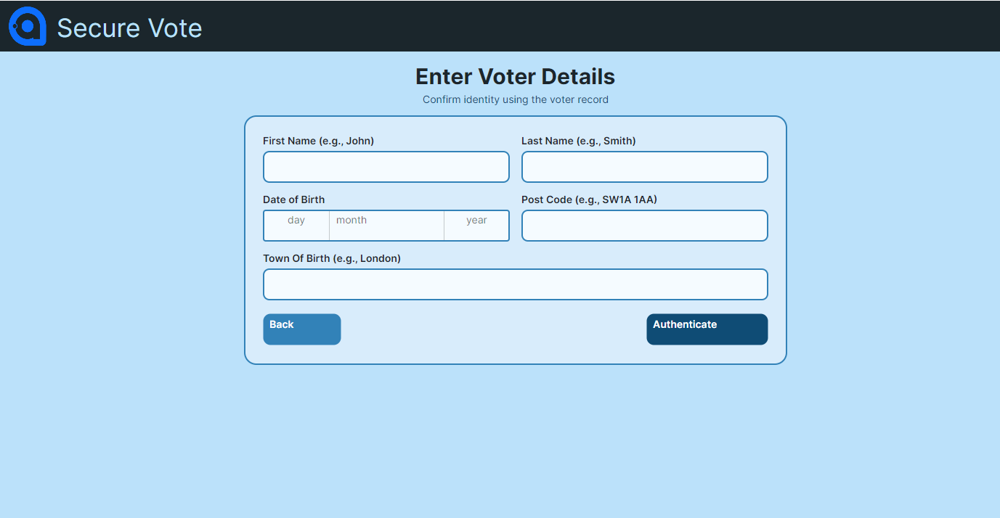 Secure Vote
Enter Voter Details
Confirm identity using the voter record
First Name (e.g., John)
Last Name (e.g., Smith)
Date of Birth
Post Code (e.g., SW1A 1AA)
day
month
year
Town Of Birth (e.g., London)
Back
Authenticate